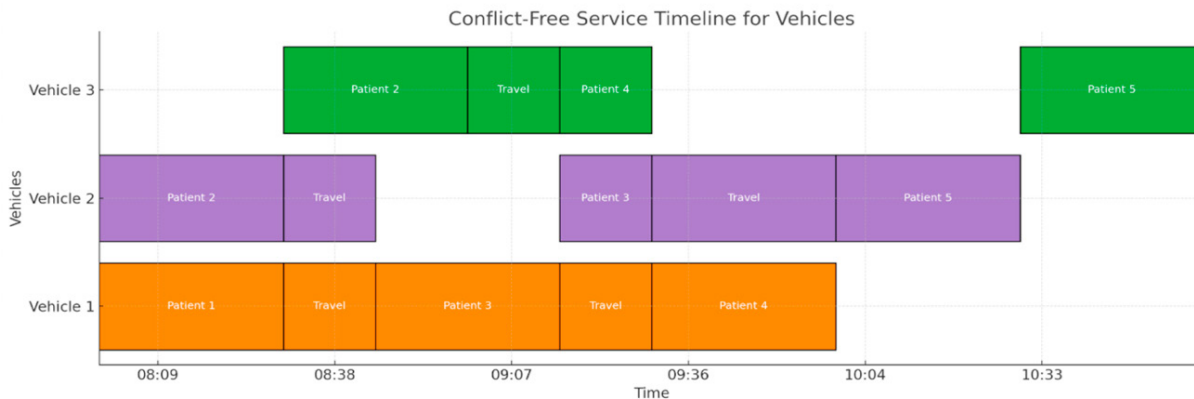 Conflict-Free Service Timeline for Vehicles
Vehicle 3
Patient 2
Travel
Patient 4
Patient 5
Vehicle 2
Patient 2
Travel
Patient 3
Travel
Patient 5
Vehicle 1
Patient 1
Travel
Patient 3
Travel
Patient 4
Vehicles
08:09
08:38
09:07
09:36
10:04
10:33
Time